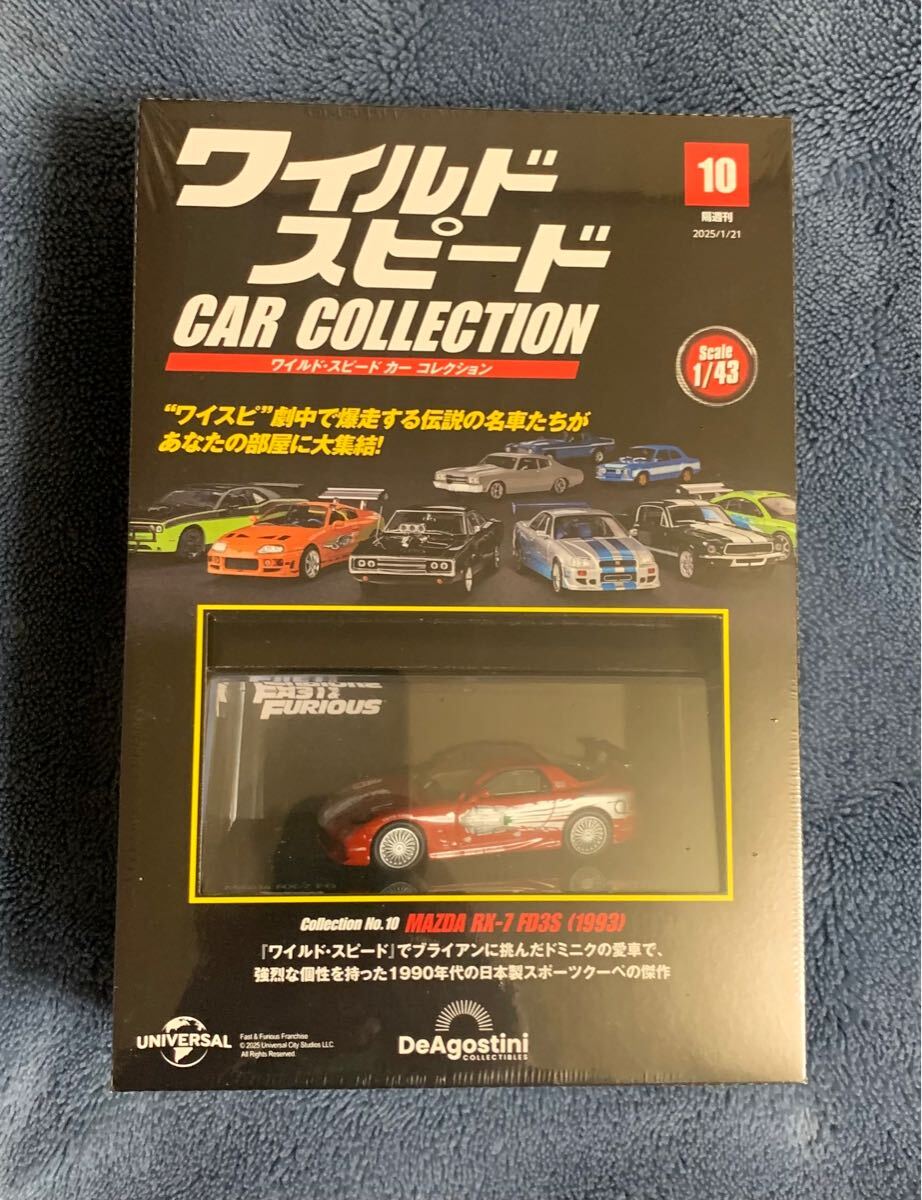 ワイルド
スピード
CAR COLLECTION
ワイルド・スピード カー コレクション
10
隔週刊
2025/1/21
Scale
1/43
“ワイスピ”劇中で爆走する伝説の名車たちが
あなたの部屋に大集結!
FURIOUS
Collection No.10 MAZDA RX-7 FD3S (1993)
『ワイルド・スピード』でブライアンに挑んだドミニクの愛車で、
強烈な個性を持った1990年代の日本製スポーツクーペの傑作
UNIVERSAL
Fast & Furious Franchise
© 2025 Universal City Studios LLC.
All Rights Reserved.
DeAgostini
COLLECTIBLES